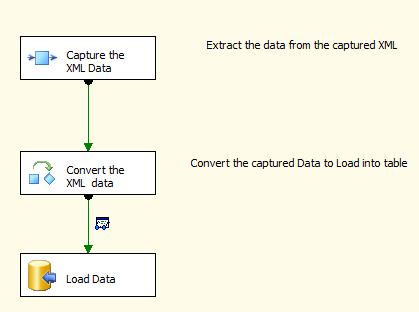 Capture the
XML Data
Extract the data from the captured XML
Convert the
XML data
Convert the captured Data to Load into table
Load Data